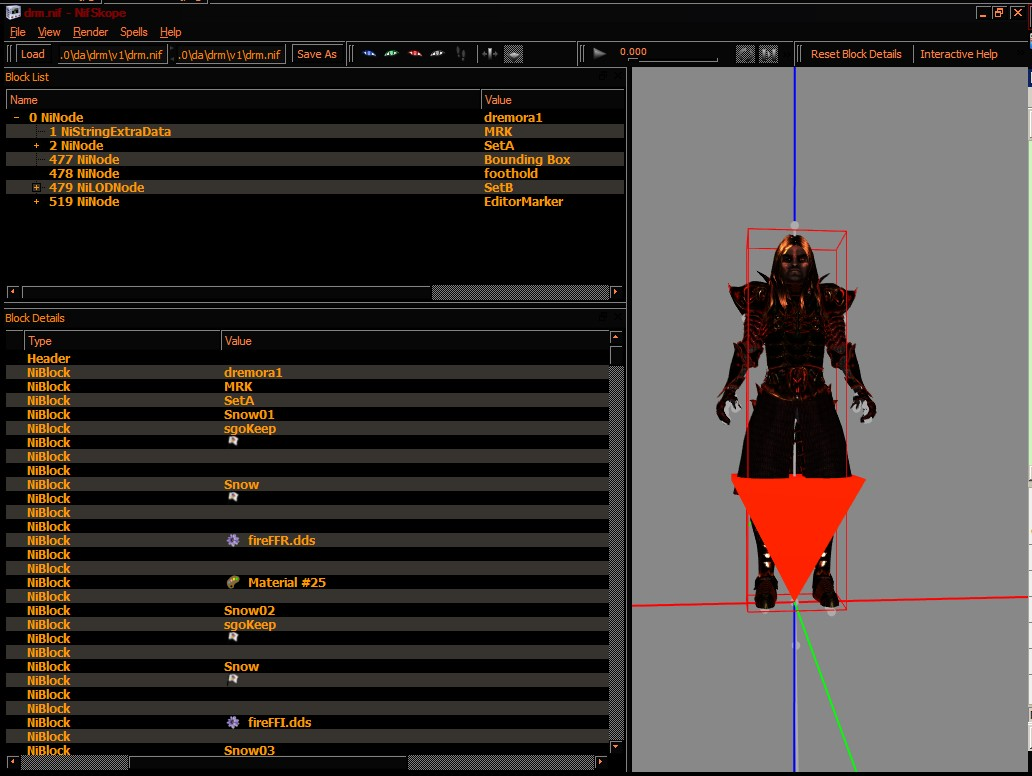 drm.nif - NifSkope
File View Render Spells Help
Load .0\da\drm\v1\drm.nif .0\da\drm\v1\drm.nif Save As 0.000 Reset Block Details Interactive Help
Block List
Name Value
0 NiNode dremora1
1 NiStringExtraData MRK
2 NiNode SetA
477 NiNode Bounding Box
478 NiNode foothold
479 NiLODNode SetB
519 NiNode EditorMarker
Block Details
Type Value
Header
NiBlock dremora1
NiBlock MRK
NiBlock SetA
NiBlock Snow01
NiBlock sgoKeep
NiBlock
NiBlock
NiBlock
NiBlock Snow
NiBlock
NiBlock
NiBlock
NiBlock fireFFR.dds
NiBlock
NiBlock
NiBlock Material #25
NiBlock
NiBlock Snow02
NiBlock sgoKeep
NiBlock
NiBlock
NiBlock Snow
NiBlock
NiBlock
NiBlock
NiBlock fireFFI.dds
NiBlock
NiBlock Snow03